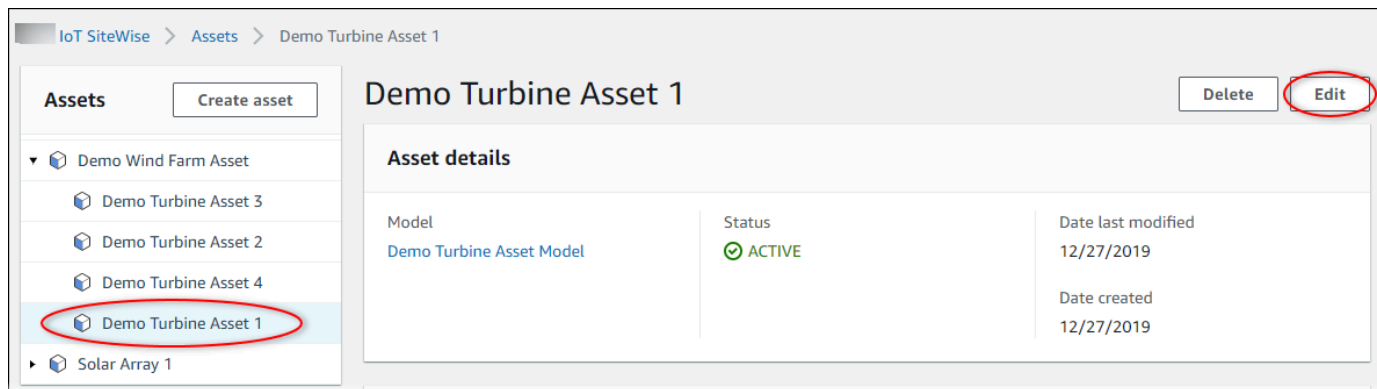 IoT SiteWise > Assets > Demo Turbine Asset 1
Assets
Create asset
Demo Wind Farm Asset
Demo Turbine Asset 3
Demo Turbine Asset 2
Demo Turbine Asset 4
Demo Turbine Asset 1
Solar Array 1
Demo Turbine Asset 1
Delete
Edit
Asset details
Model
Demo Turbine Asset Model
Status
ACTIVE
Date last modified
12/27/2019
Date created
12/27/2019